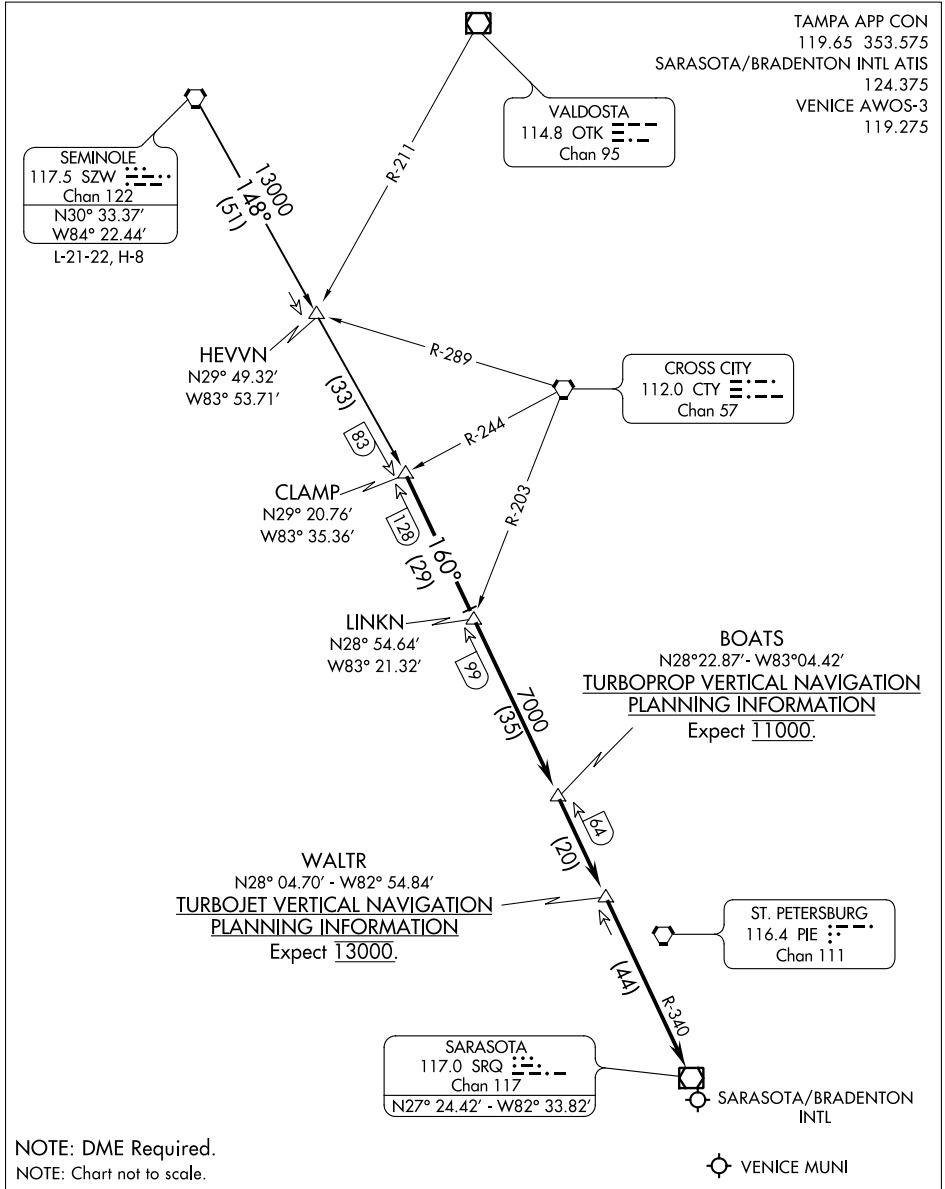 TAMPA APP CON
119.65 353.575
SARASOTA/BRADENTON INTL ATIS
124.375
VENICE AWOS-3
119.275
VALDOSTA
114.8 OTK
Chan 95
SEMINOLE
117.5 SZW
Chan 122
N30° 33.37'
W84° 22.44'
L-21-22, H-8
13000
148°
(51)
R-211
HEVVN
N29° 49.32'
W83° 53.71'
R-289
CROSS CITY
112.0 CTY
Chan 57
(33)
83
R-244
CLAMP
N29° 20.76'
W83° 35.36'
128
160°
(29)
R-203
LINKN
N28° 54.64'
W83° 21.32'
99
7000
(35)
BOATS
N28°22.87'- W83°04.42'
TURBOPROP VERTICAL NAVIGATION
PLANNING INFORMATION
Expect 11000.
64
(20)
WALTR
N28° 04.70' - W82° 54.84'
TURBOJET VERTICAL NAVIGATION
PLANNING INFORMATION
Expect 13000.
ST. PETERSBURG
116.4 PIE
Chan 111
(44)
R-340
SARASOTA
117.0 SRQ
Chan 117
N27° 24.42' - W82° 33.82'
SARASOTA/BRADENTON
INTL
VENICE MUNI
NOTE: DME Required.
NOTE: Chart not to scale.